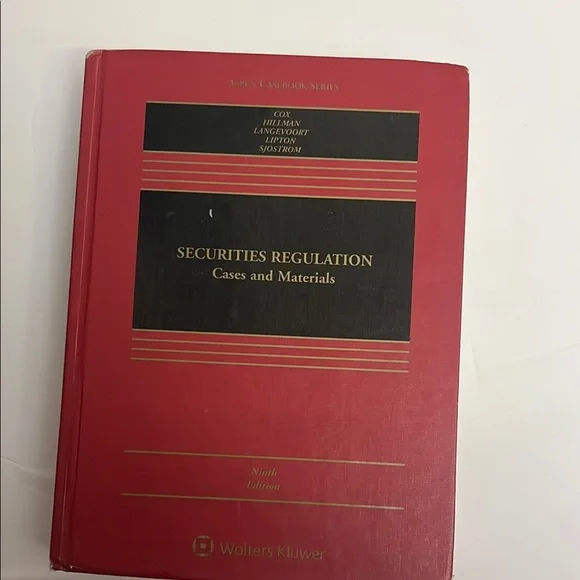 ASPEN CASEBOOK SERIES
COX
HILLMAN
LANGEVOORT
LIPTON
SJOSTROM
SECURITIES REGULATION
Cases and Materials
Ninth
Edition
Wolters Kluwer